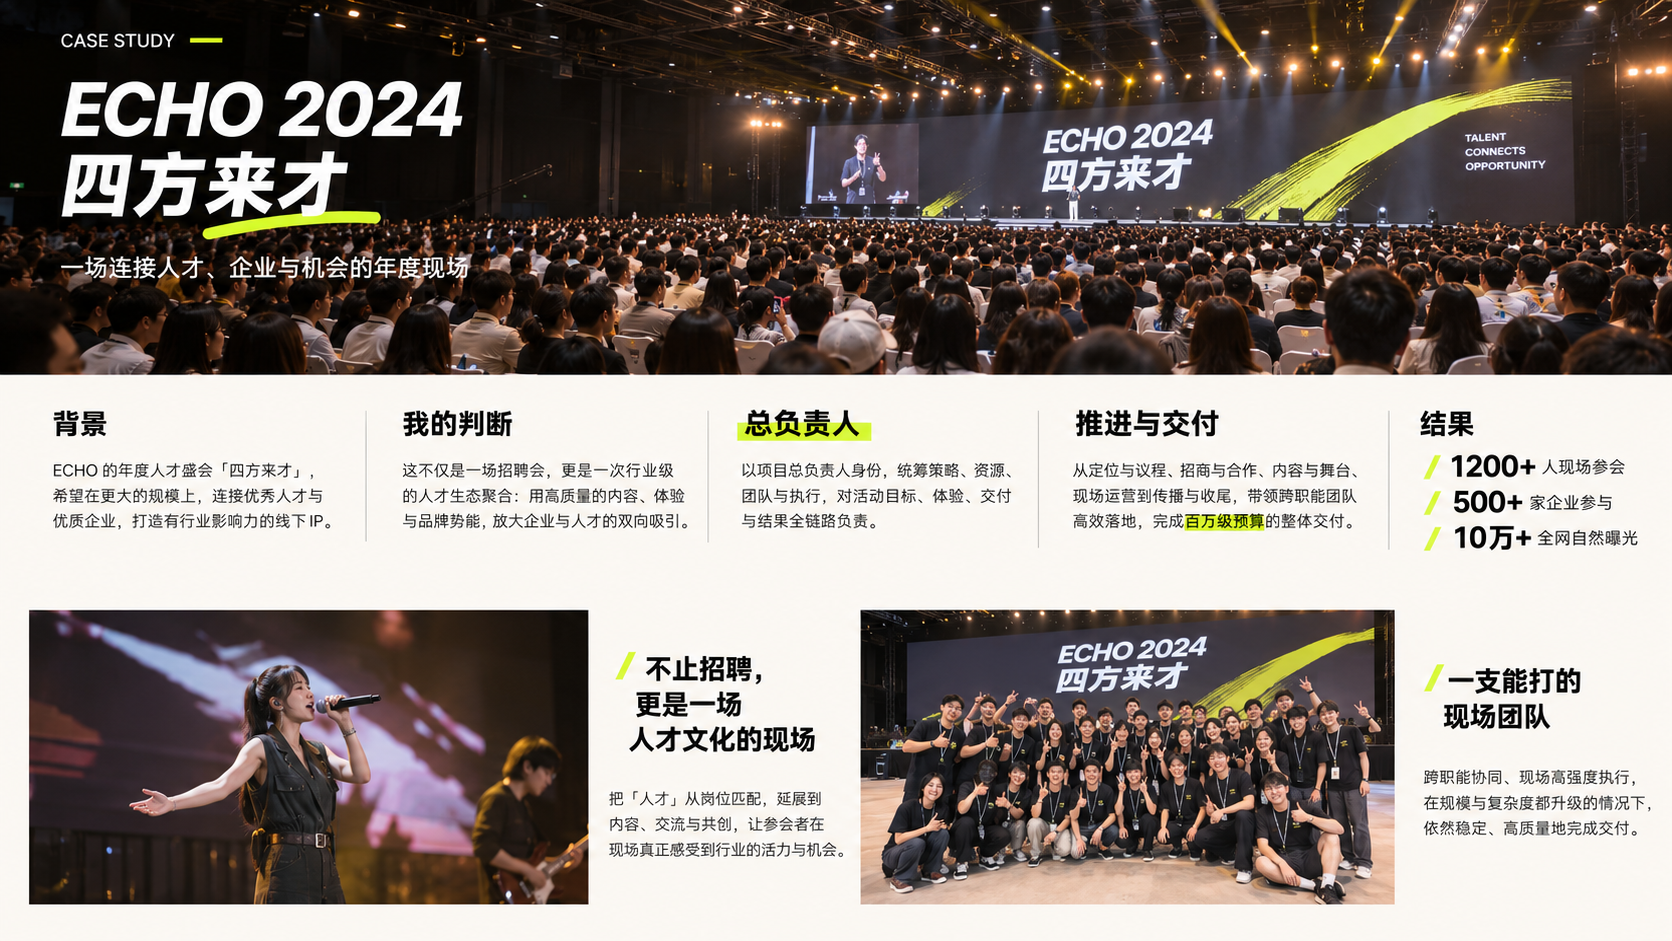 CASE STUDY
ECHO 2024
四方来才
一场连接人才、企业与机会的年度现场
ECHO 2024
四方来才
TALENT
CONNECTS
OPPORTUNITY
背景
ECHO 的年度人才盛会「四方来才」,
希望在更大的规模上，连接优秀人才与
优质企业，打造有行业影响力的线下 IP。
我的判断
这不仅是一场招聘会，更是一次行业级
的人才生态聚合：用高质量的内容、体验
与品牌势能, 放大企业与人才的双向吸引。
总负责人
以项目总负责人身份，统筹策略、资源、
团队与执行，对活动目标、体验、交付
与结果全链路负责。
推进与交付
从定位与议程、招商与合作、内容与舞台、
现场运营到传播与收尾，带领跨职能团队
高效落地，完成百万级预算的整体交付。
结果
1200+ 人现场参会
500+ 家企业参与
10万+ 全网自然曝光
不止招聘，
更是一场
人才文化的现场
把「人才」从岗位匹配，延展到
内容、交流与共创，让参会者在
现场真正感受到行业的活力与机会。
ECHO 2024
四方来才
一支能打的
现场团队
跨职能协同、现场高强度执行，
在规模与复杂度都升级的情况下，
依然稳定、高质量地完成交付。